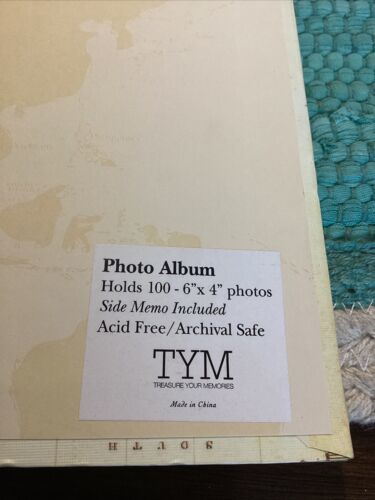 Photo Album
Holds 100 - 6”x 4” photos
Side Memo Included
Acid Free/Archival Safe
TYM
TREASURE YOUR MEMORIES
Made in China
SOUTH